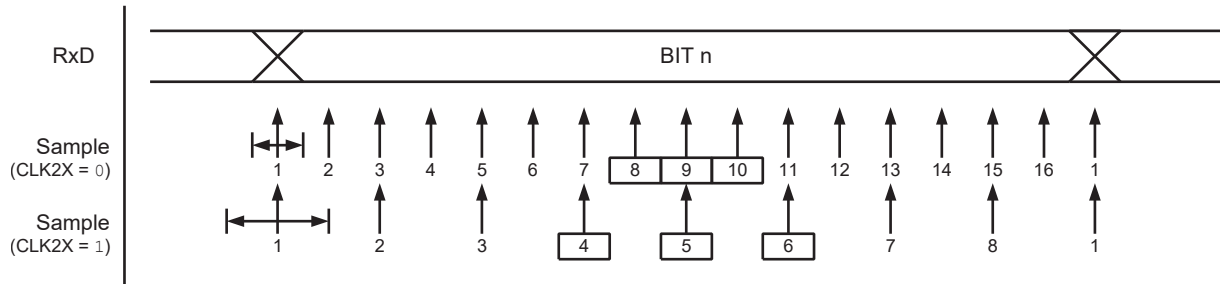 RxD
BIT n
Sample
(CLK2X = 0)
1 2 3 4 5 6 7 8 9 10 11 12 13 14 15 16 1
Sample
(CLK2X = 1)
1 2 3 4 5 6 7 8 1